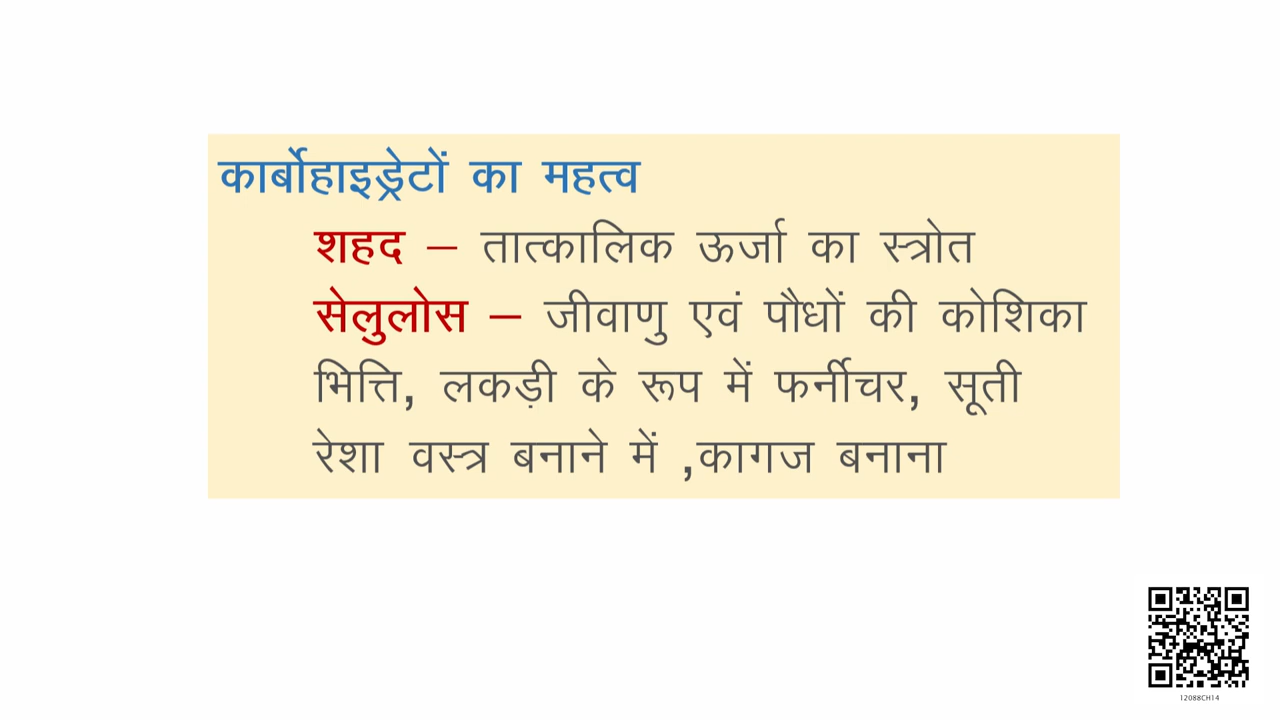 कार्बोहाइड्रेटों का महत्व
शहद – तात्कालिक ऊर्जा का स्त्रोत
सेलुलोस – जीवाणु एवं पौधों की कोशिका
भित्ति, लकड़ी के रूप में फर्नीचर, सूती
रेशा वस्त्र बनाने में ,कागज बनाना
12088CH14